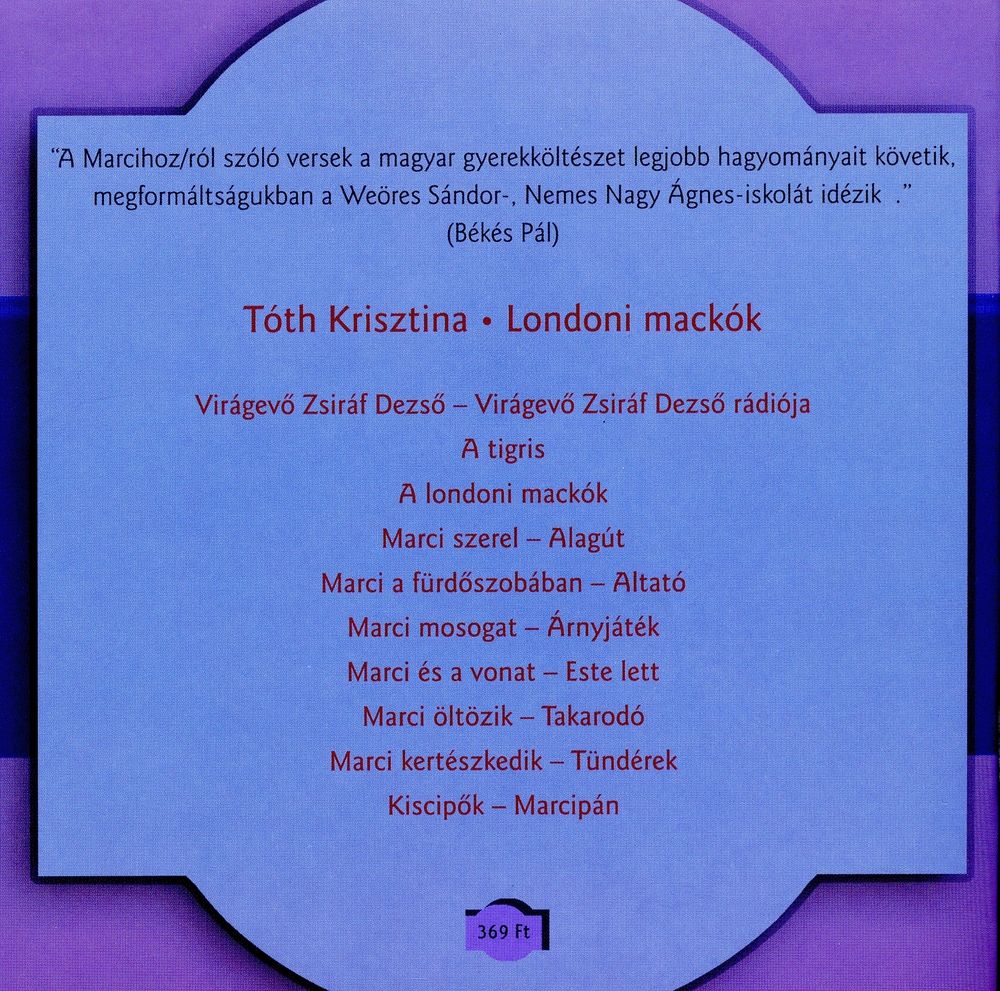 “A Marcihoz/ról szóló versek a magyar gyerekköltészet legjobb hagyományait követik,
megformáltságukban a Weöres Sándor-, Nemes Nagy Ágnes-iskolát idézik .”
(Békés Pál)
Tóth Krisztina • Londoni mackók
Virágevő Zsiráf Dezső – Virágevő Zsiráf Dezső rádiója
A tigris
A londoni mackók
Marci szerel – Alagút
Marci a fürdőszobában – Altató
Marci mosogat – Árnyjáték
Marci és a vonat – Este lett
Marci öltözik – Takarodó
Marci kertészkedik – Tündérek
Kiscipők – Marcipán
369 Ft